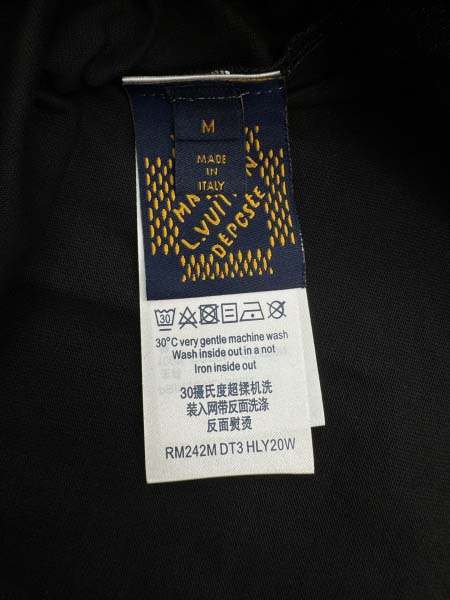 M
MADE
IN
ITALY
L.VUIT
DÉPOSÉE
30
30°C very gentle machine wash
Wash inside out in a not
Iron inside out
30摄氏度超揉机洗
装入网带反面洗涤
反面熨烫
RM242M DT3 HLY20W